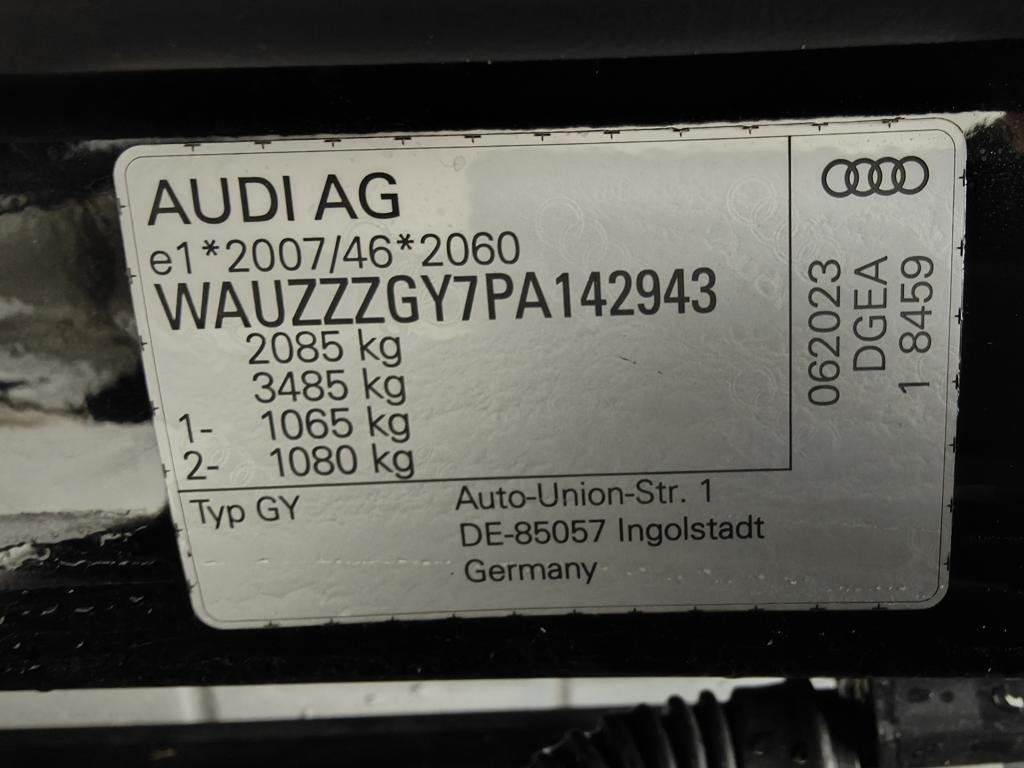 AUDI AG
e1*2007/46*2060
WAUZZZGY7PA142943
2085 kg
3485 kg
1- 1065 kg
2- 1080 kg
Typ GY
Auto-Union-Str. 1
DE-85057 Ingolstadt
Germany
062023
DGEA
1 8459